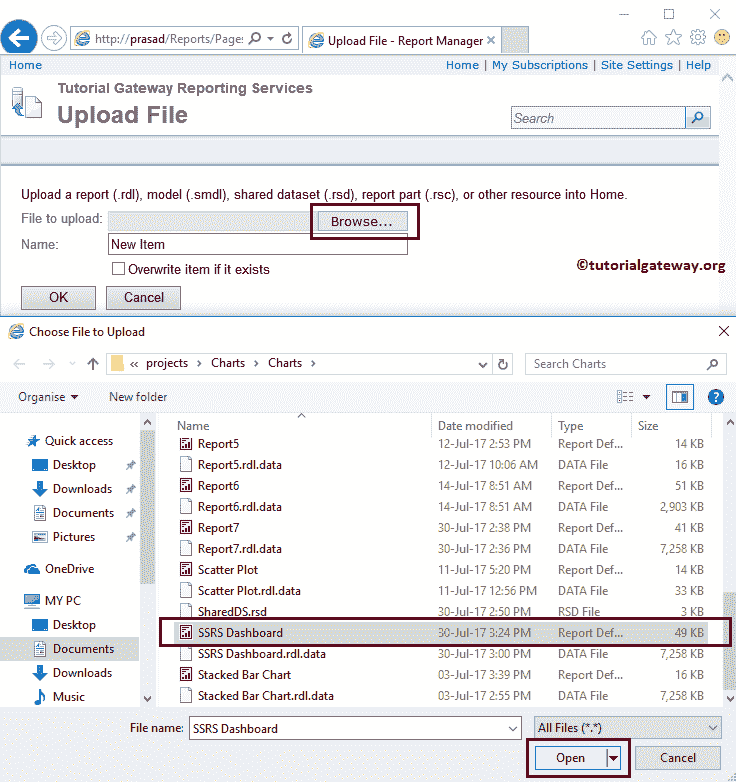 http://prasad/Reports/Page: Upload File - Report Manager
Home Home | My Subscriptions | Site Settings | Help
Tutorial Gateway Reporting Services
Upload File
Search
Upload a report (.rdl), model (.smdl), shared dataset (.rsd), report part (.rsc), or other resource into Home.
File to upload: Browse...
Name: New Item
Overwrite item if it exists
©tutorialgateway.org
OK Cancel
Choose File to Upload
« projects > Charts > Charts > Search Charts
Organise New folder
Name Date modified Type Size
Quick access
Desktop
Downloads
Documents
Pictures
OneDrive
MY PC
Desktop
Documents
Downloads
Music
Report5 12-Jul-17 2:53 PM Report Def... 14 KB
Report5.rdl.data 12-Jul-17 10:06 AM DATA File 16 KB
Report6 14-Jul-17 8:51 AM Report Def... 51 KB
Report6.rdl.data 14-Jul-17 8:51 AM DATA File 2,903 KB
Report7 30-Jul-17 2:38 PM Report Def... 41 KB
Report7.rdl.data 30-Jul-17 2:36 PM DATA File 7,258 KB
Scatter Plot 11-Jul-17 5:20 PM Report Def... 14 KB
Scatter Plot.rdl.data 11-Jul-17 12:56 PM DATA File 33 KB
SharedDS.rsd 30-Jul-17 2:50 PM RSD File 3 KB
SSRS Dashboard 30-Jul-17 3:24 PM Report Def... 49 KB
SSRS Dashboard.rdl.data 30-Jul-17 3:00 PM DATA File 7,258 KB
Stacked Bar Chart 03-Jul-17 3:39 PM Report Def... 16 KB
Stacked Bar Chart.rdl.data 03-Jul-17 2:55 PM DATA File 7,258 KB
File name: SSRS Dashboard All Files (*.*)
Open Cancel